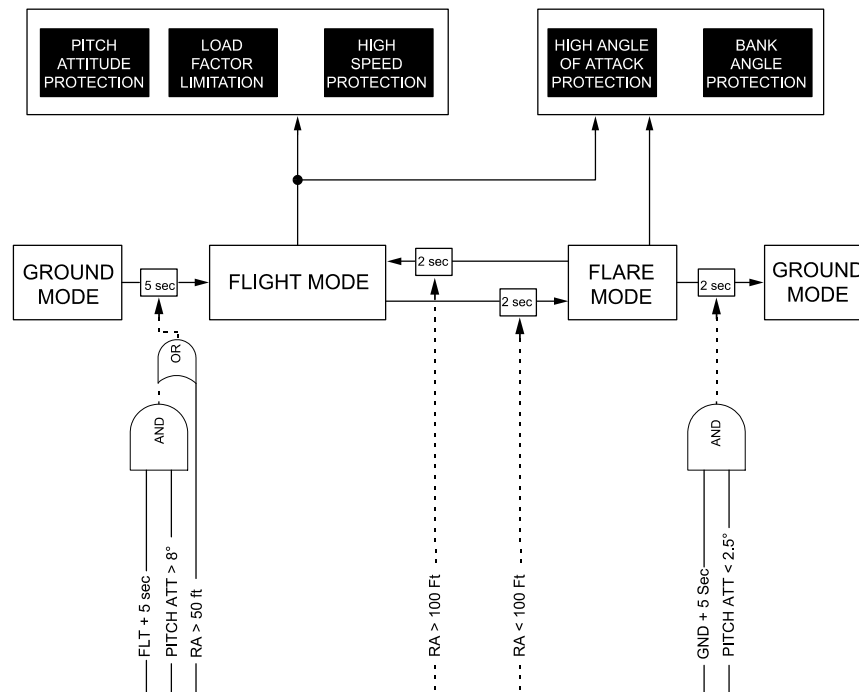 PITCH
ATTITUDE
PROTECTION
LOAD
FACTOR
LIMITATION
HIGH
SPEED
PROTECTION
HIGH ANGLE
OF ATTACK
PROTECTION
BANK
ANGLE
PROTECTION
GROUND
MODE
5 sec
FLIGHT MODE
2 sec
2 sec
FLARE
MODE
2 sec
GROUND
MODE
OR
AND
AND
FLT + 5 sec
PITCH ATT > 8°
RA > 50 ft
RA > 100 Ft
RA < 100 Ft
GND + 5 Sec
PITCH ATT < 2.5°